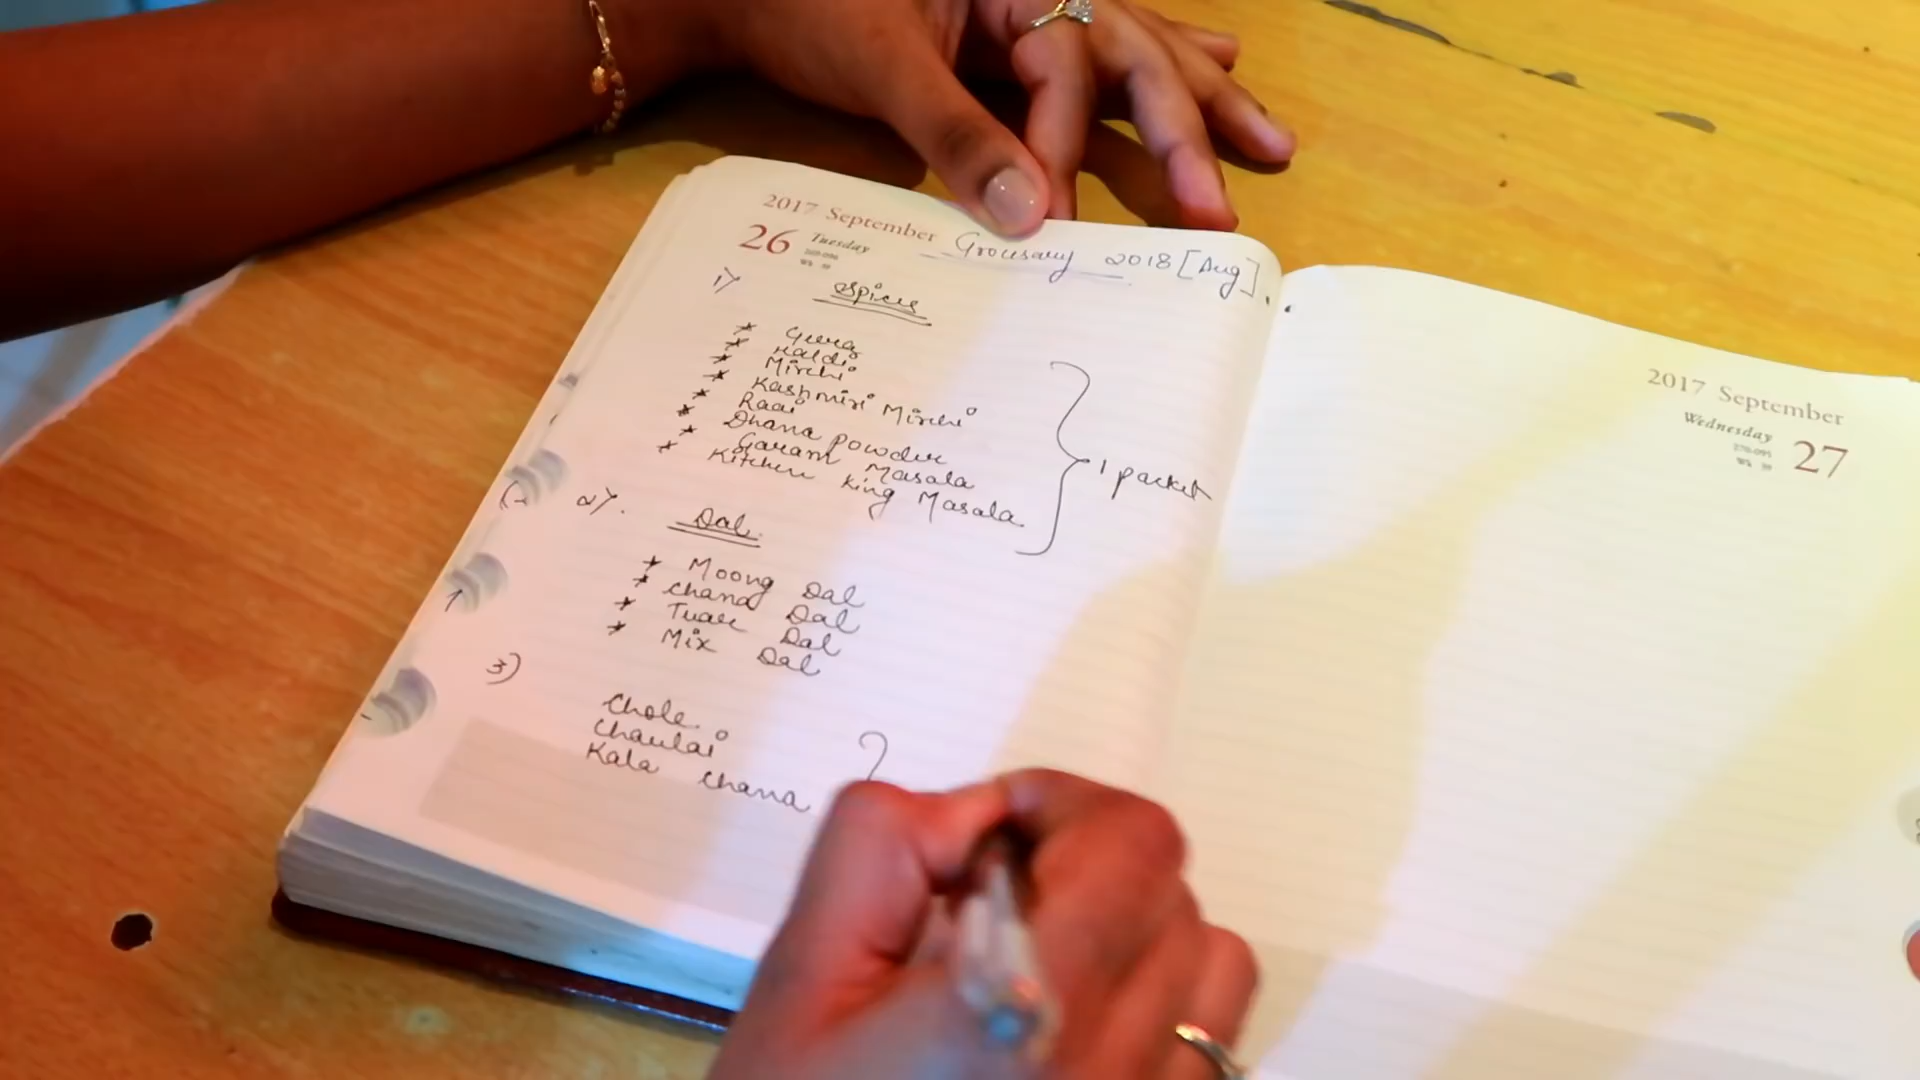 2017 September
26 Tuesday
Grousary 2018 [Aug].
1)
Spices
* Haldi
* Mirchi
* Kashmiri Mirchi
* Raai
* Dhana powder
* Garam Masala
* Kitchen King Masala
1 packet
2).
Dal.
* Moong Dal
* Chana Dal
* Tuar Dal
* Mix Dal
3)
Chole
Chaulai
Kala Chana
2017 September
Wednesday 27